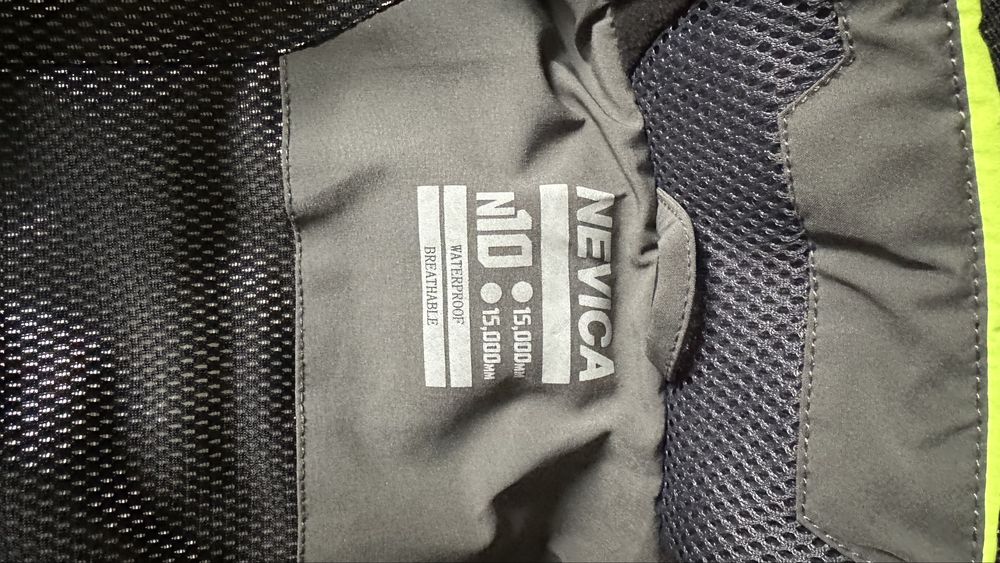 NEVICA
N10
15,000MM
15,000MM
WATERPROOF
BREATHABLE